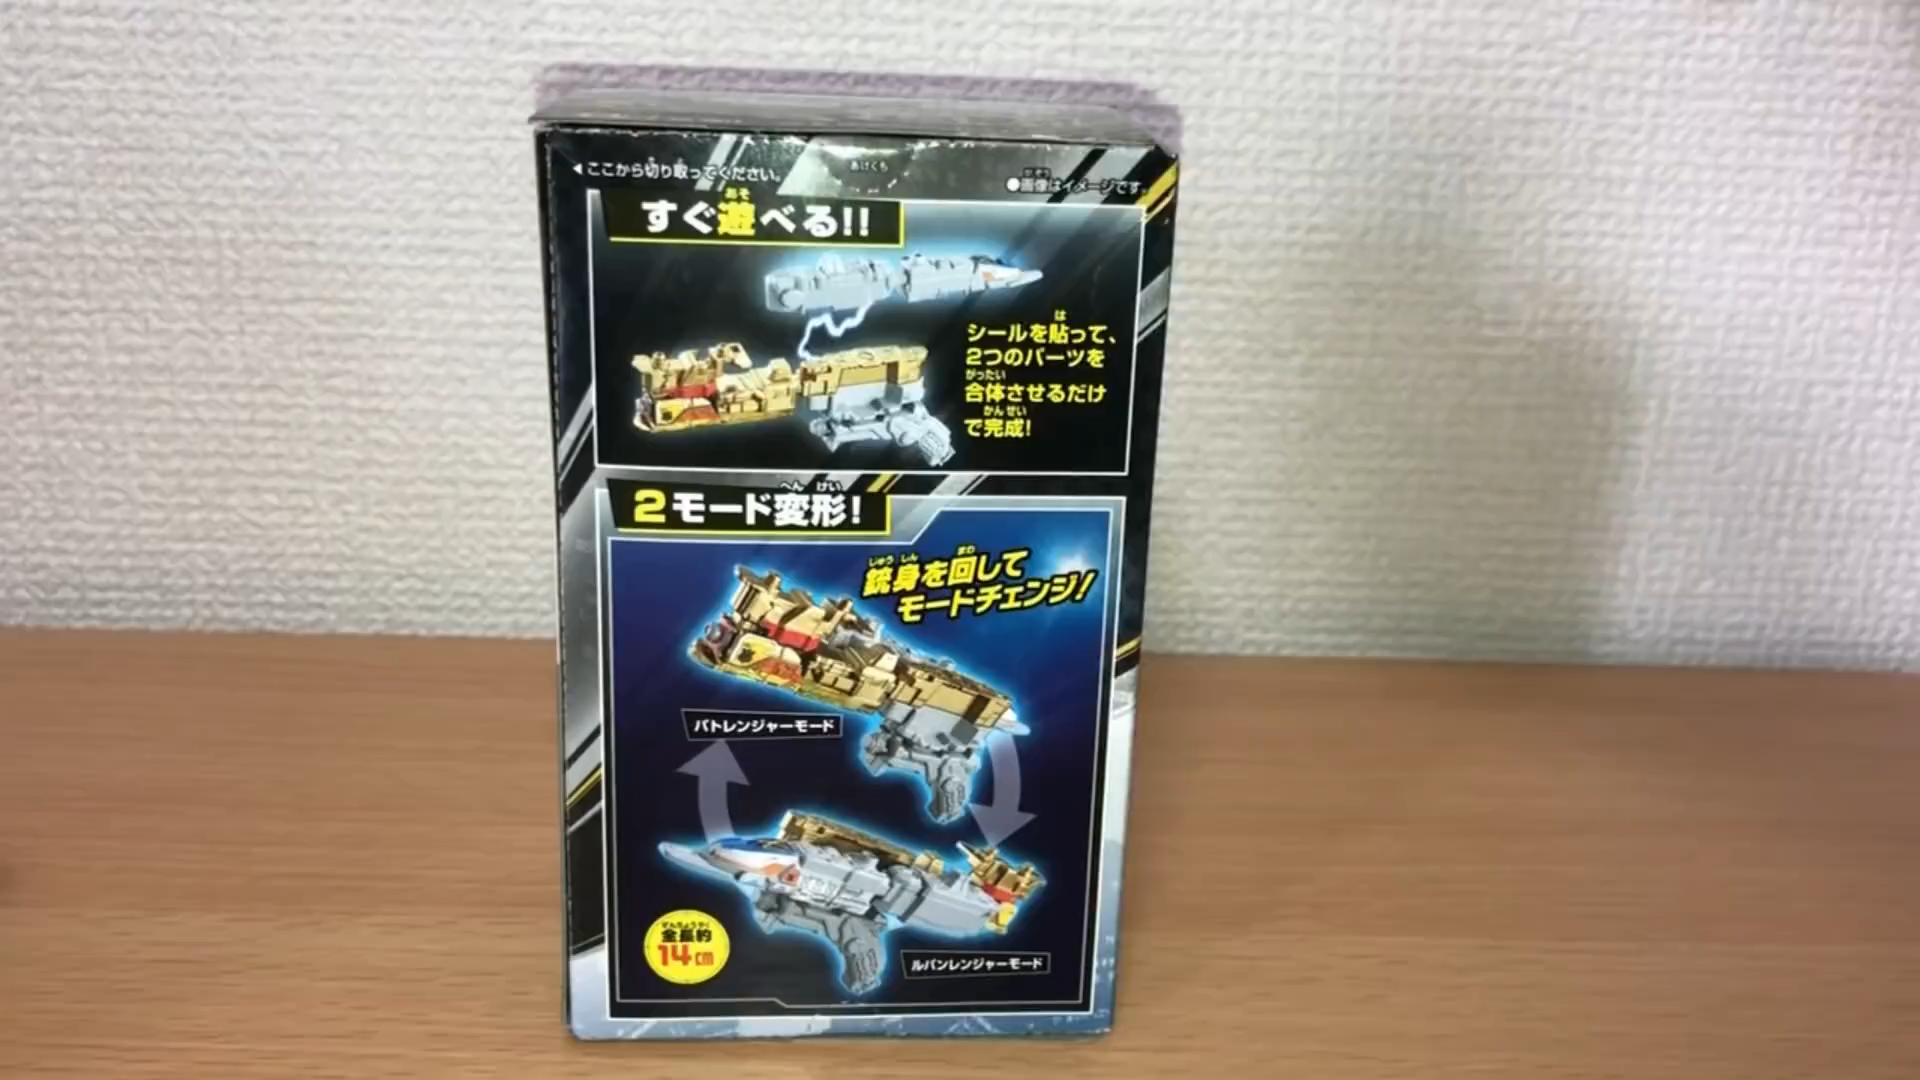 ◀ここから切り取ってください。
あけくち
●画像はイメージです。
すぐ遊べる!!
シールを貼って、
2つのパーツを
合体させるだけ
で完成!
2モード変形!
銃身を回して
モードチェンジ!
パトレンジャーモード
全長約
14cm
ルパンレンジャーモード